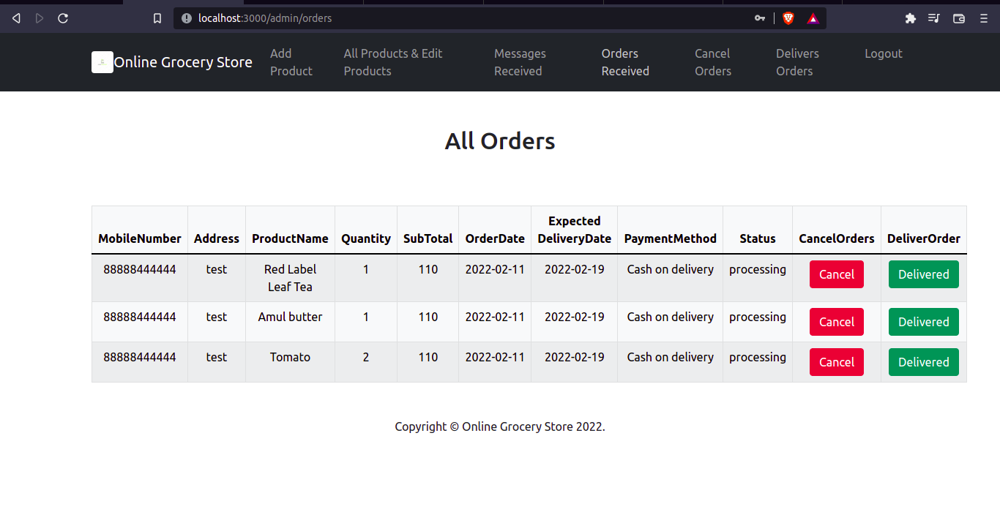 localhost:3000/admin/orders
Online Grocery Store
Add
Product
All Products & Edit
Products
Messages
Received
Orders
Received
Cancel
Orders
Delivers
Orders
Logout
All Orders
MobileNumber Address ProductName Quantity SubTotal OrderDate Expected DeliveryDate PaymentMethod Status CancelOrders DeliverOrder
88888444444 test Red Label Leaf Tea 1 110 2022-02-11 2022-02-19 Cash on delivery processing Cancel Delivered
88888444444 test Amul butter 1 110 2022-02-11 2022-02-19 Cash on delivery processing Cancel Delivered
88888444444 test Tomato 2 110 2022-02-11 2022-02-19 Cash on delivery processing Cancel Delivered
Copyright © Online Grocery Store 2022.